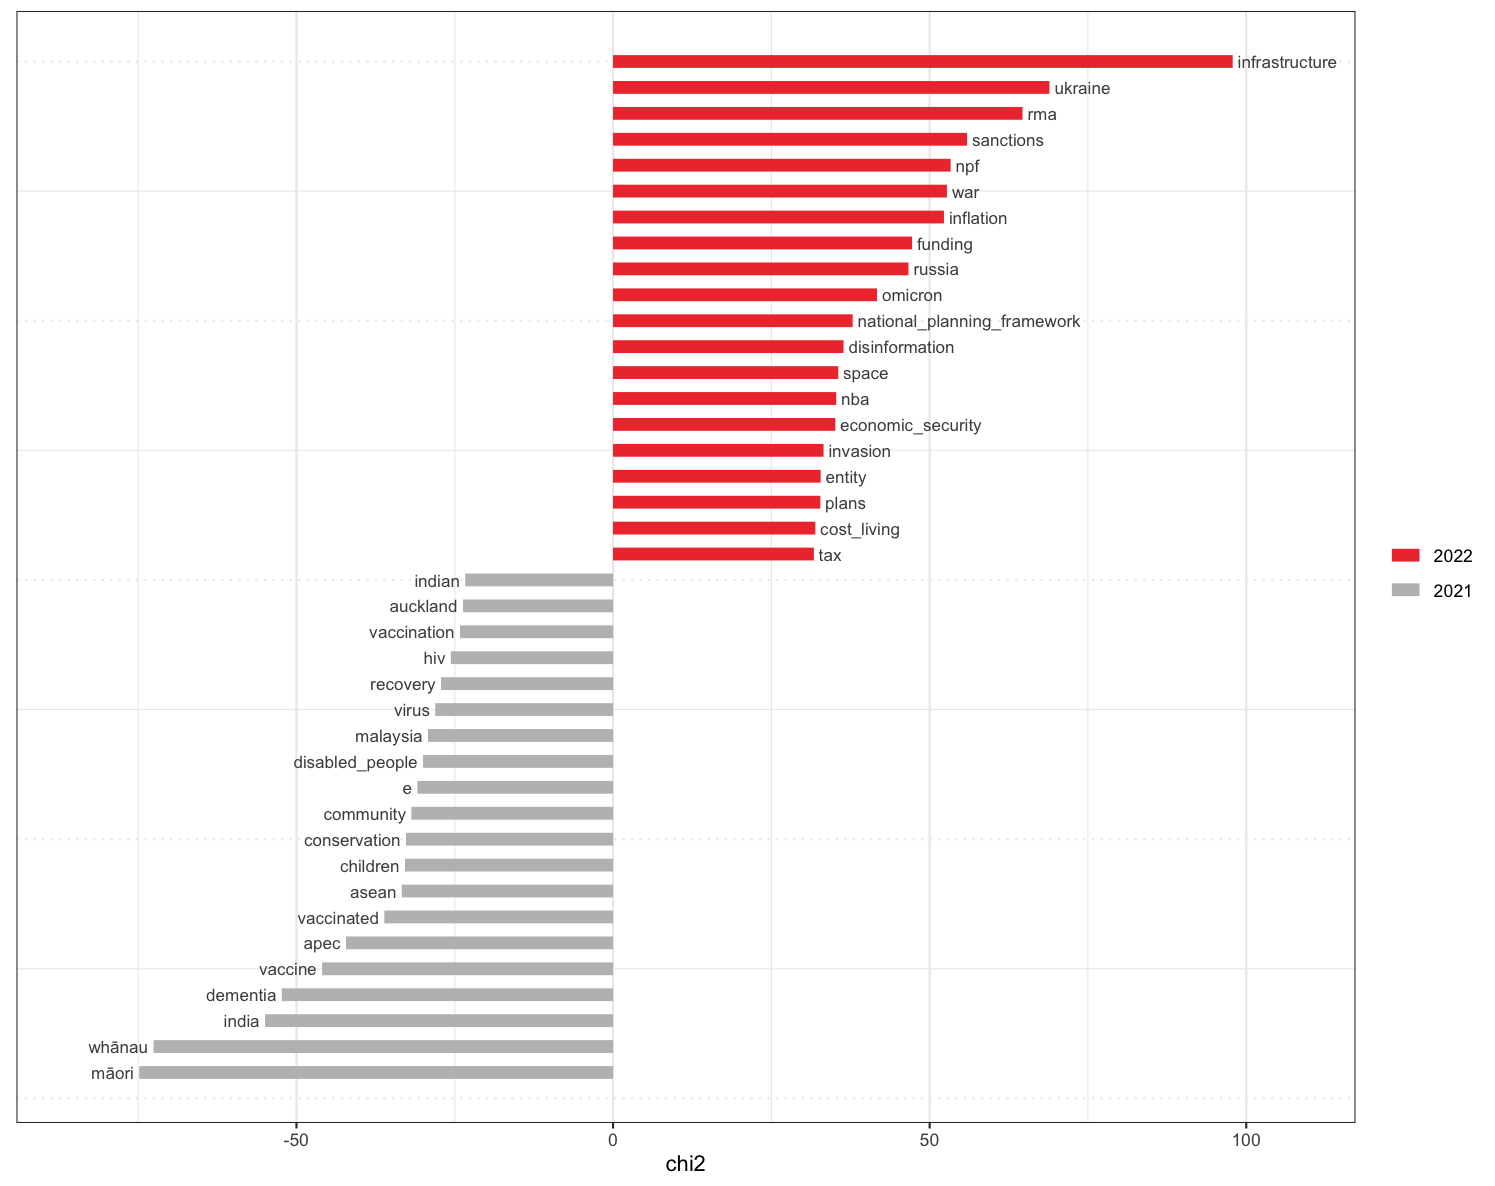 infrastructure
ukraine
rma
sanctions
npf
war
inflation
funding
russia
omicron
national_planning_framework
disinformation
space
nba
economic_security
invasion
entity
plans
cost_living
tax
indian
auckland
vaccination
hiv
recovery
virus
malaysia
disabled_people
e
community
conservation
children
asean
vaccinated
apec
vaccine
dementia
india
whānau
māori
2022
2021
-50 0 50 100
chi2